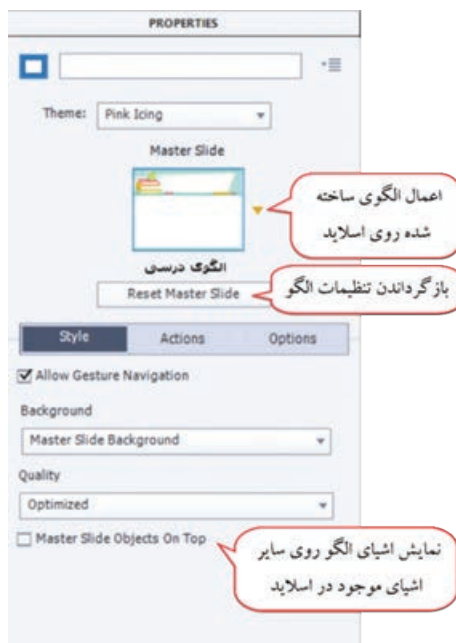 PROPERTIES
Theme: Pink Icing
Master Slide
اعمال الگوی ساخته
شده روی اسلاید
الگوی درسی
Reset Master Slide
بازگرداندن تنظیمات الگو
Style Actions Options
Allow Gesture Navigation
Background
Master Slide Background
Quality
Optimized
Master Slide Objects On Top
نمایش اشیای الگو روی سایر
اشیای موجود در اسلاید